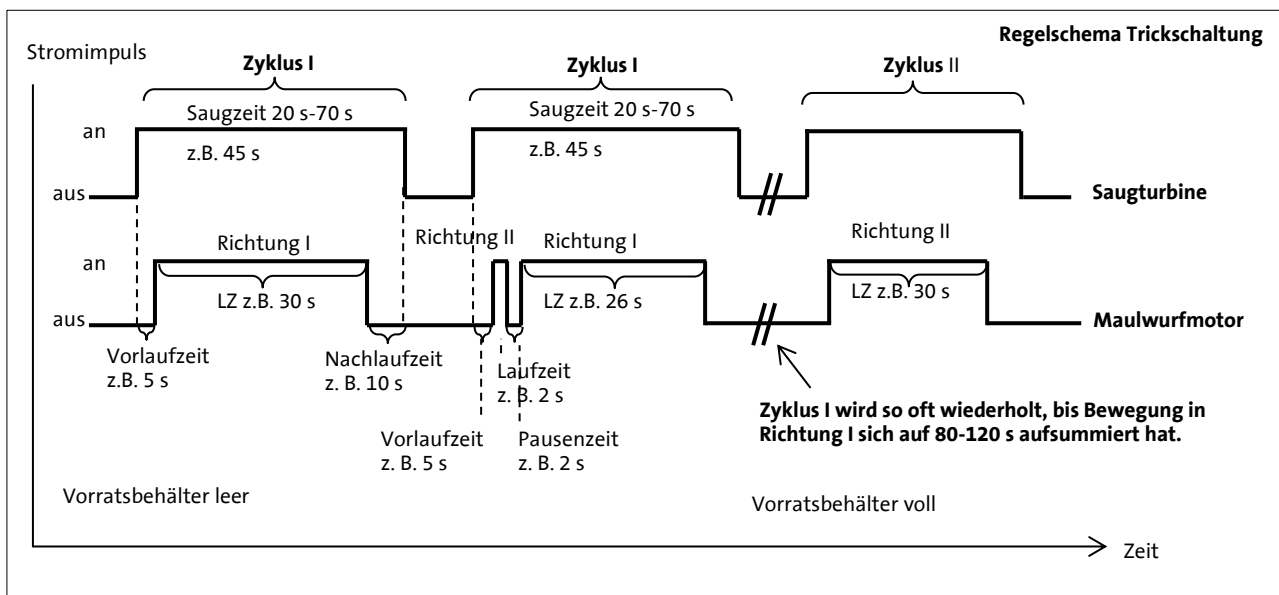 Regelschema Trickschaltung
Stromimpuls
Zyklus I
Zyklus I
Zyklus II
Saugzeit 20 s-70 s
Saugzeit 20 s-70 s
an
z.B. 45 s
z.B. 45 s
aus
Saugturbine
Richtung I
Richtung II
Richtung I
Richtung II
an
LZ z.B. 30 s
LZ z.B. 26 s
LZ z.B. 30 s
aus
Maulwurfmotor
Vorlaufzeit
z.B. 5 s
Nachlaufzeit
z. B. 10 s
Laufzeit
z. B. 2 s
Zyklus I wird so oft wiederholt, bis Bewegung in
Richtung I sich auf 80-120 s aufsummiert hat.
Vorlaufzeit
z. B. 5 s
Pausenzeit
z. B. 2 s
Vorratsbehälter leer
Vorratsbehälter voll
Zeit